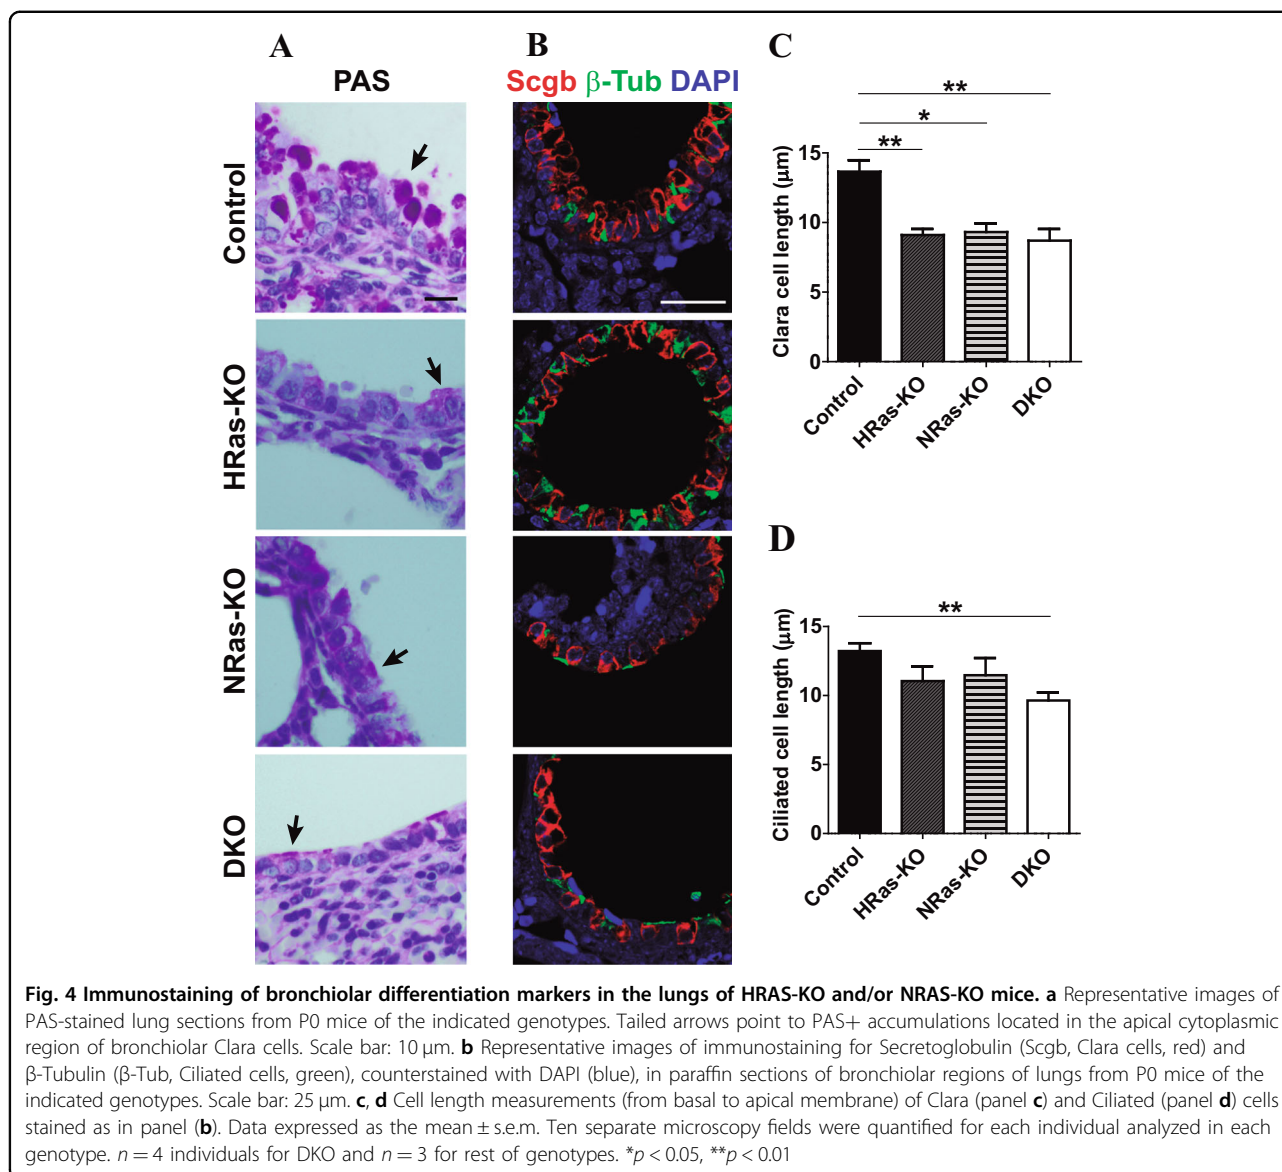 A
B
C
PAS
Scgb β-Tub DAPI
Control
HRas-KO
NRas-KO
DKO
**
*
**
Clara cell length (µm)
15
10
5
0
Control
HRas-KO
NRas-KO
DKO
D
**
Ciliated cell length (µm)
15
10
5
0
Control
HRas-KO
NRas-KO
DKO
Fig. 4 Immunostaining of bronchiolar differentiation markers in the lungs of HRAS-KO and/or NRAS-KO mice. a Representative images of
PAS-stained lung sections from P0 mice of the indicated genotypes. Tailed arrows point to PAS+ accumulations located in the apical cytoplasmic
region of bronchiolar Clara cells. Scale bar: 10 µm. b Representative images of immunostaining for Secretoglobulin (Scgb, Clara cells, red) and
β-Tubulin (β-Tub, Ciliated cells, green), counterstained with DAPI (blue), in paraffin sections of bronchiolar regions of lungs from P0 mice of the
indicated genotypes. Scale bar: 25 µm. c, d Cell length measurements (from basal to apical membrane) of Clara (panel c) and Ciliated (panel d) cells
stained as in panel (b). Data expressed as the mean ± s.e.m. Ten separate microscopy fields were quantified for each individual analyzed in each
genotype. n = 4 individuals for DKO and n = 3 for rest of genotypes. *p < 0.05, **p < 0.01